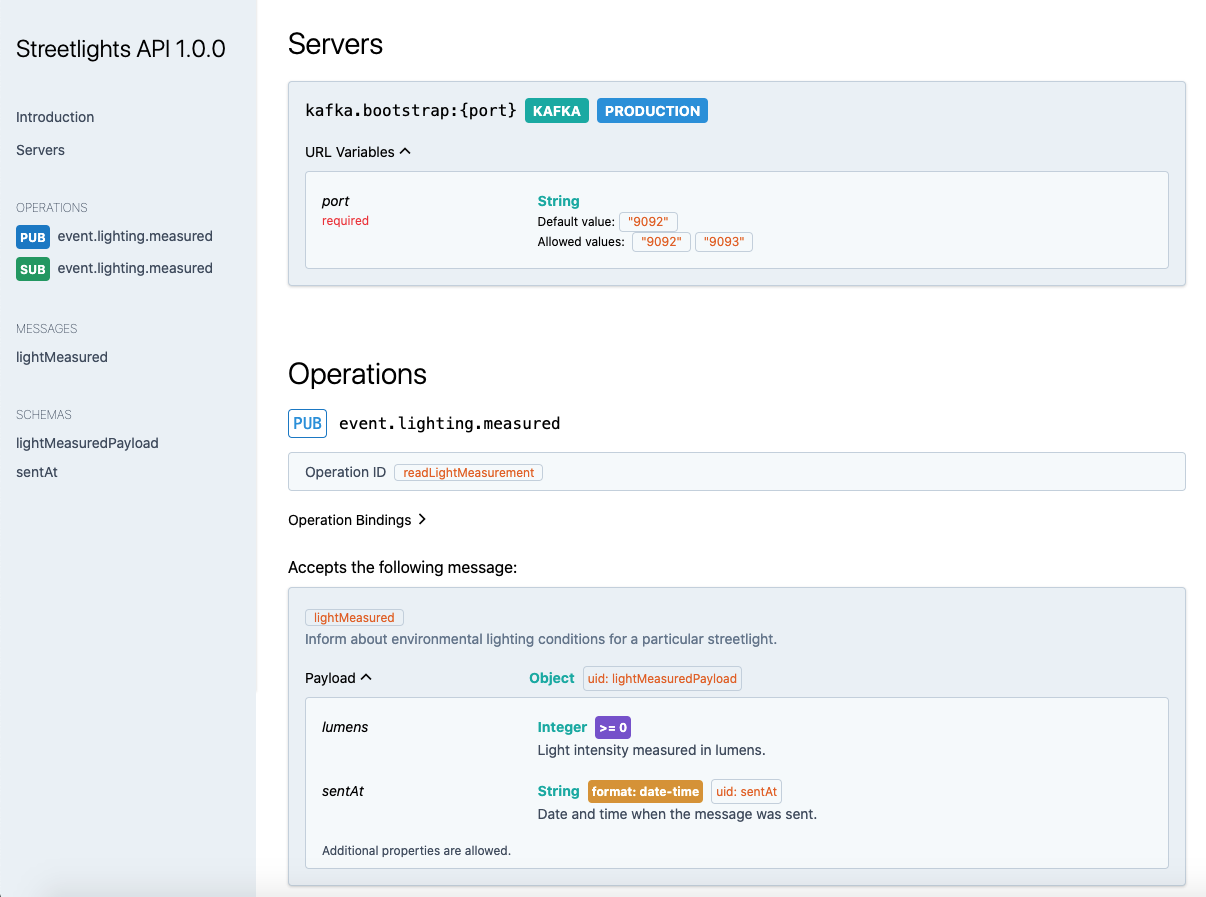 Streetlights API 1.0.0
Introduction
Servers
OPERATIONS
PUB event.lighting.measured
SUB event.lighting.measured
MESSAGES
lightMeasured
SCHEMAS
lightMeasuredPayload
sentAt
Servers
kafka.bootstrap:{port} KAFKA PRODUCTION
URL Variables
port String
required
Default value: "9092"
Allowed values: "9092" "9093"
Operations
PUB event.lighting.measured
Operation ID readLightMeasurement
Operation Bindings
Accepts the following message:
lightMeasured
Inform about environmental lighting conditions for a particular streetlight.
Payload Object uid: lightMeasuredPayload
lumens Integer >= 0
Light intensity measured in lumens.
sentAt String format: date-time uid: sentAt
Date and time when the message was sent.
Additional properties are allowed.